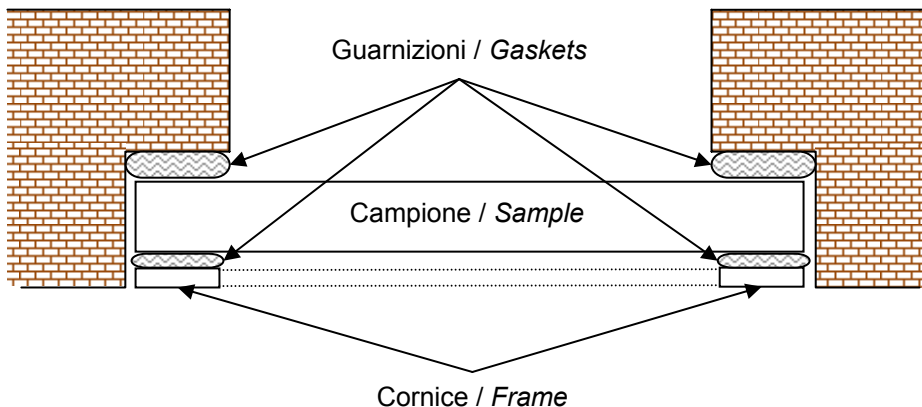 Guarnizioni / Gaskets
Campione / Sample
Cornice / Frame